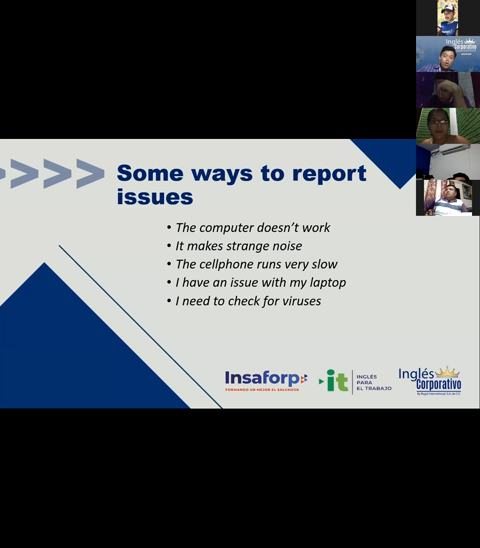 Inglés
Corporativo
Some ways to report
issues
• The computer doesn't work
• It makes strange noise
• The cellphone runs very slow
• I have an issue with my laptop
• I need to check for viruses
Insaforp
FORMANDO UN MEJOR EL SALVADOR
it
INGLÉS
PARA
EL TRABAJO
Inglés
Corporativo